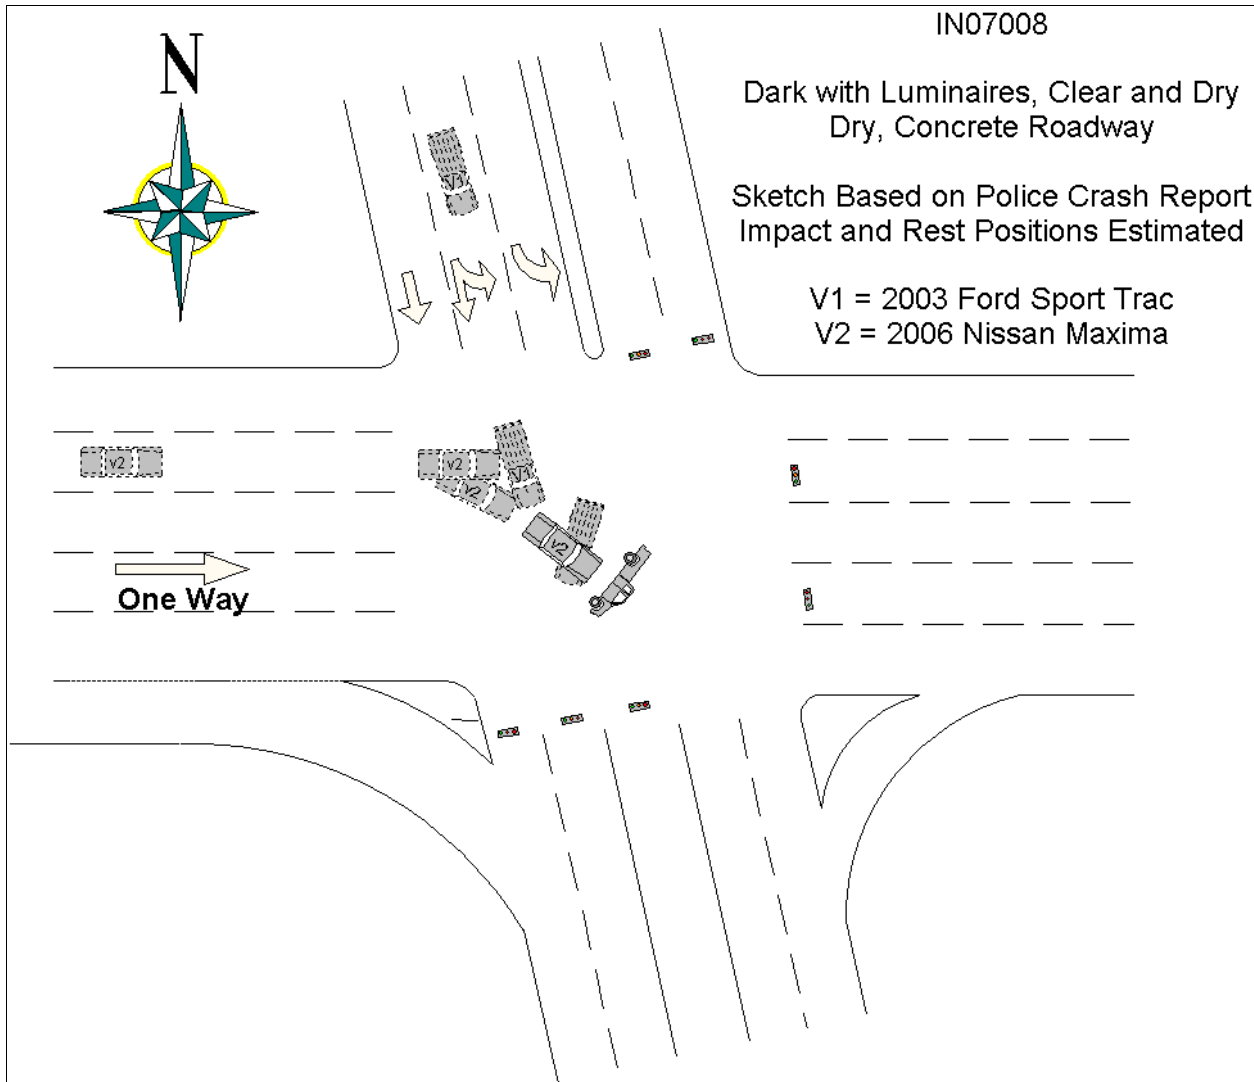 IN07008
N
Dark with Luminaires, Clear and Dry
Dry, Concrete Roadway
Sketch Based on Police Crash Report
Impact and Rest Positions Estimated
V1 = 2003 Ford Sport Trac
V2 = 2006 Nissan Maxima
V1
v2
v2
V1
v2
v2
One Way